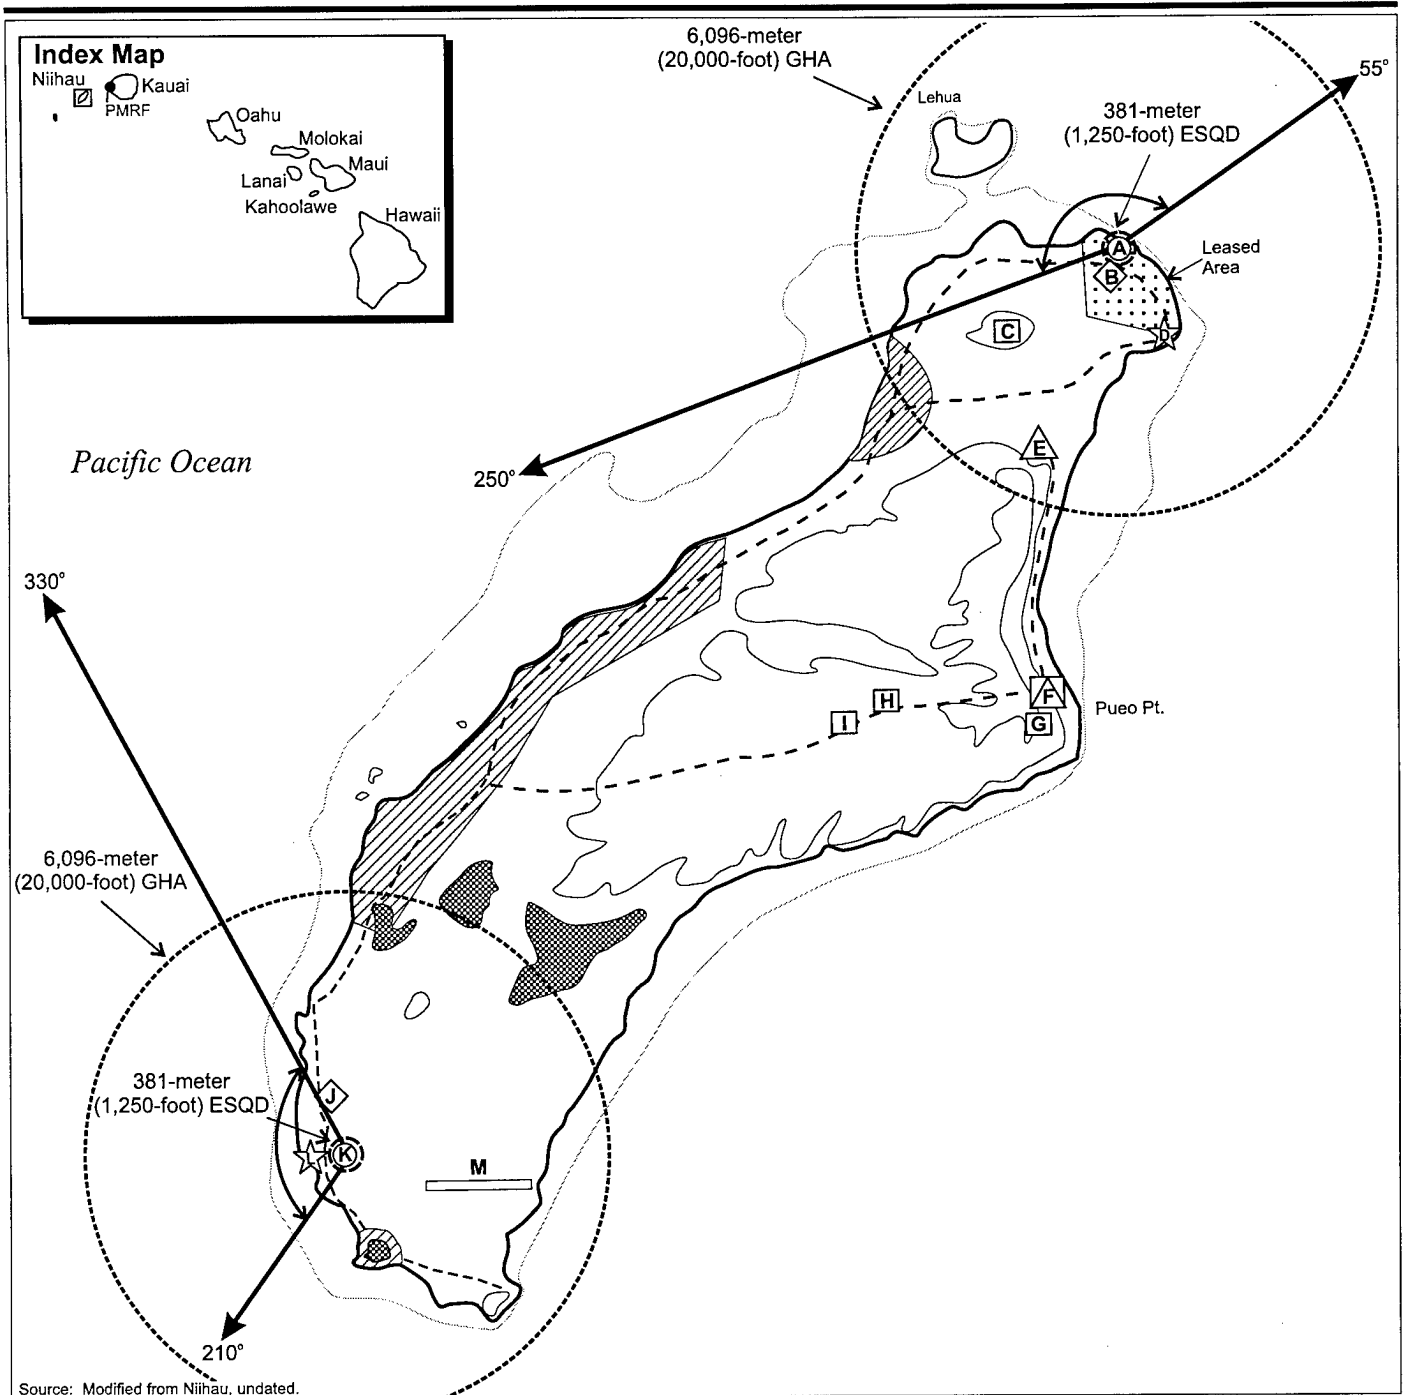 Index Map
Niihau
Kauai
PMRF
Oahu
Molokai
Maui
Lanai
Kahoolawe
Hawaii
6,096-meter
(20,000-foot) GHA
Lehua
55°
381-meter
(1,250-foot) ESQD
A
Leased
Area
B
C
D
E
250°
Pacific Ocean
330°
F
Pueo Pt.
G
H
I
6,096-meter
(20,000-foot) GHA
381-meter
(1,250-foot) ESQD
J
K
L
M
210°
Source: Modified from Niihau, undated.